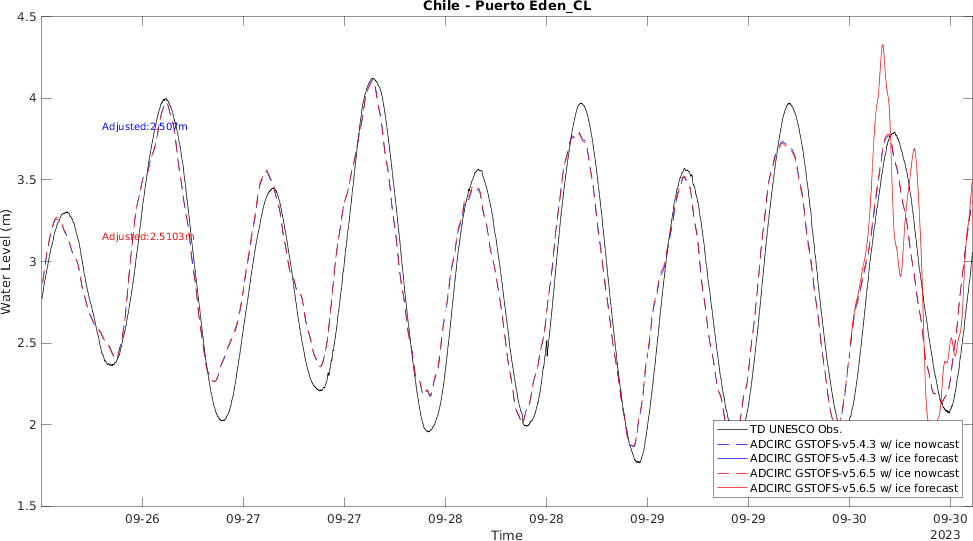 Chile - Puerto Eden_CL
4.5
4
3.5
3
2.5
2
1.5
Water Level (m)
Adjusted:2.507m
Adjusted:2.5103m
TD UNESCO Obs.
ADCIRC GSTOFS-v5.4.3 w/ ice nowcast
ADCIRC GSTOFS-v5.4.3 w/ ice forecast
ADCIRC GSTOFS-v5.6.5 w/ ice nowcast
ADCIRC GSTOFS-v5.6.5 w/ ice forecast
09-26 09-27 09-27 09-28 09-28 09-29 09-29 09-30 09-30
2023
Time